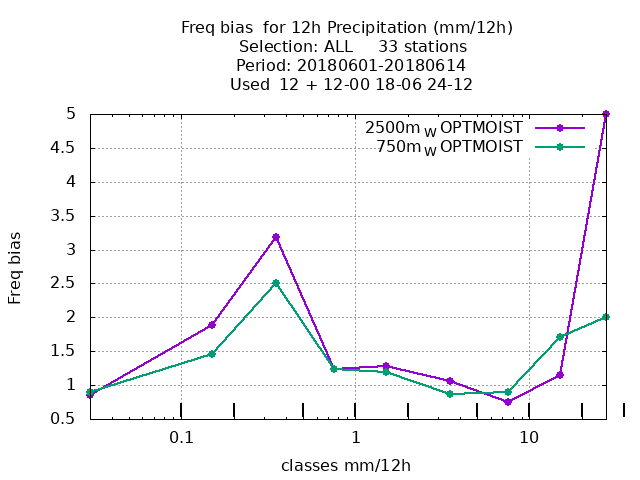 Freq bias  for 12h Precipitation (mm/12h)
Selection: ALL     33 stations
Period: 20180601-20180614
Used  12 + 12-00 18-06 24-12
2500m W OPTMOIST
750m W OPTMOIST
5
4.5
4
3.5
3
2.5
2
1.5
1
0.5
Freq bias
0.1 1 10
classes mm/12h